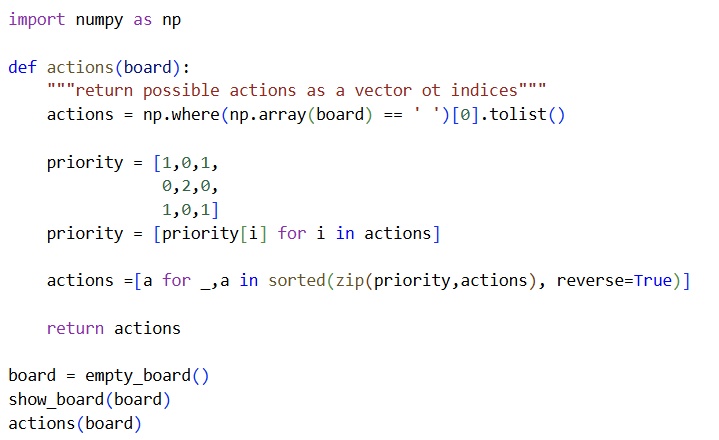 import numpy as np
def actions(board):
"""return possible actions as a vector ot indices"""
actions = np.where(np.array(board) == ' ')[0].tolist()
priority = [1,0,1,
0,2,0,
1,0,1]
priority = [priority[i] for i in actions]
actions =[a for _,a in sorted(zip(priority,actions), reverse=True)]
return actions
board = empty_board()
show_board(board)
actions(board)